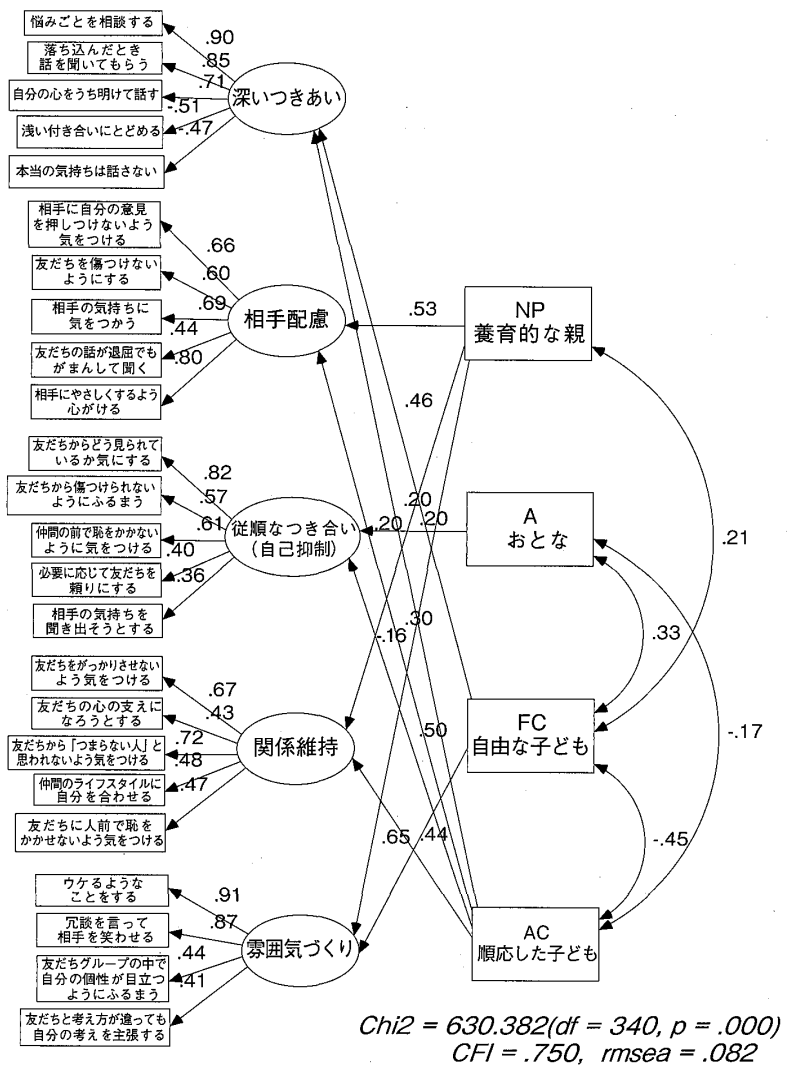 悩みごとを相談する
.90
落ち込んだとき
話を聞いてもらう
.85
自分の心をうち明けて話す
.71
浅い付き合いにとどめる
-.51
本当の気持ちは話さない
-.47
深いつきあい
相手に自分の意見
を押しつけないよう
気をつける
.66
友だちを傷つけない
ようにする
.60
相手の気持ちに
気をつかう
.69
友だちの話が退屈でも
がまんして聞く
.44
相手にやさしくするよう
心がける
.80
相手配慮
友だちからどう見られて
いるか気にする
.82
友だちから傷つけられない
ようにふるまう
.57
仲間の前で恥をかかない
ように気をつける
.61
必要に応じて友だちを
頼りにする
.40
相手の気持ちを
聞き出そうとする
.36
従順なつき合い
（自己抑制）
友だちをがっかりさせない
よう気をつける
.67
友だちの心の支えに
なろうとする
.43
友だちから「つまらない人」と
思われないよう気をつける
.72
仲間のライフスタイルに
自分を合わせる
.48
友だちに人前で恥を
かかせないよう気をつける
.47
関係維持
ウケるような
ことをする
.91
冗談を言って
相手を笑わせる
.87
友だちグループの中で
自分の個性が目立つ
ようにふるまう
.44
友だちと考え方が違っても
自分の考えを主張する
.41
雰囲気づくり
.53
.46
.20
.20
.20
.30
-.16
.50
.65
.44
NP
養育的な親
A
おとな
FC
自由な子ども
AC
順応した子ども
.21
.33
-.17
-.45
Chi2 = 630.382(df = 340, p = .000)
CFI = .750, rmsea = .082